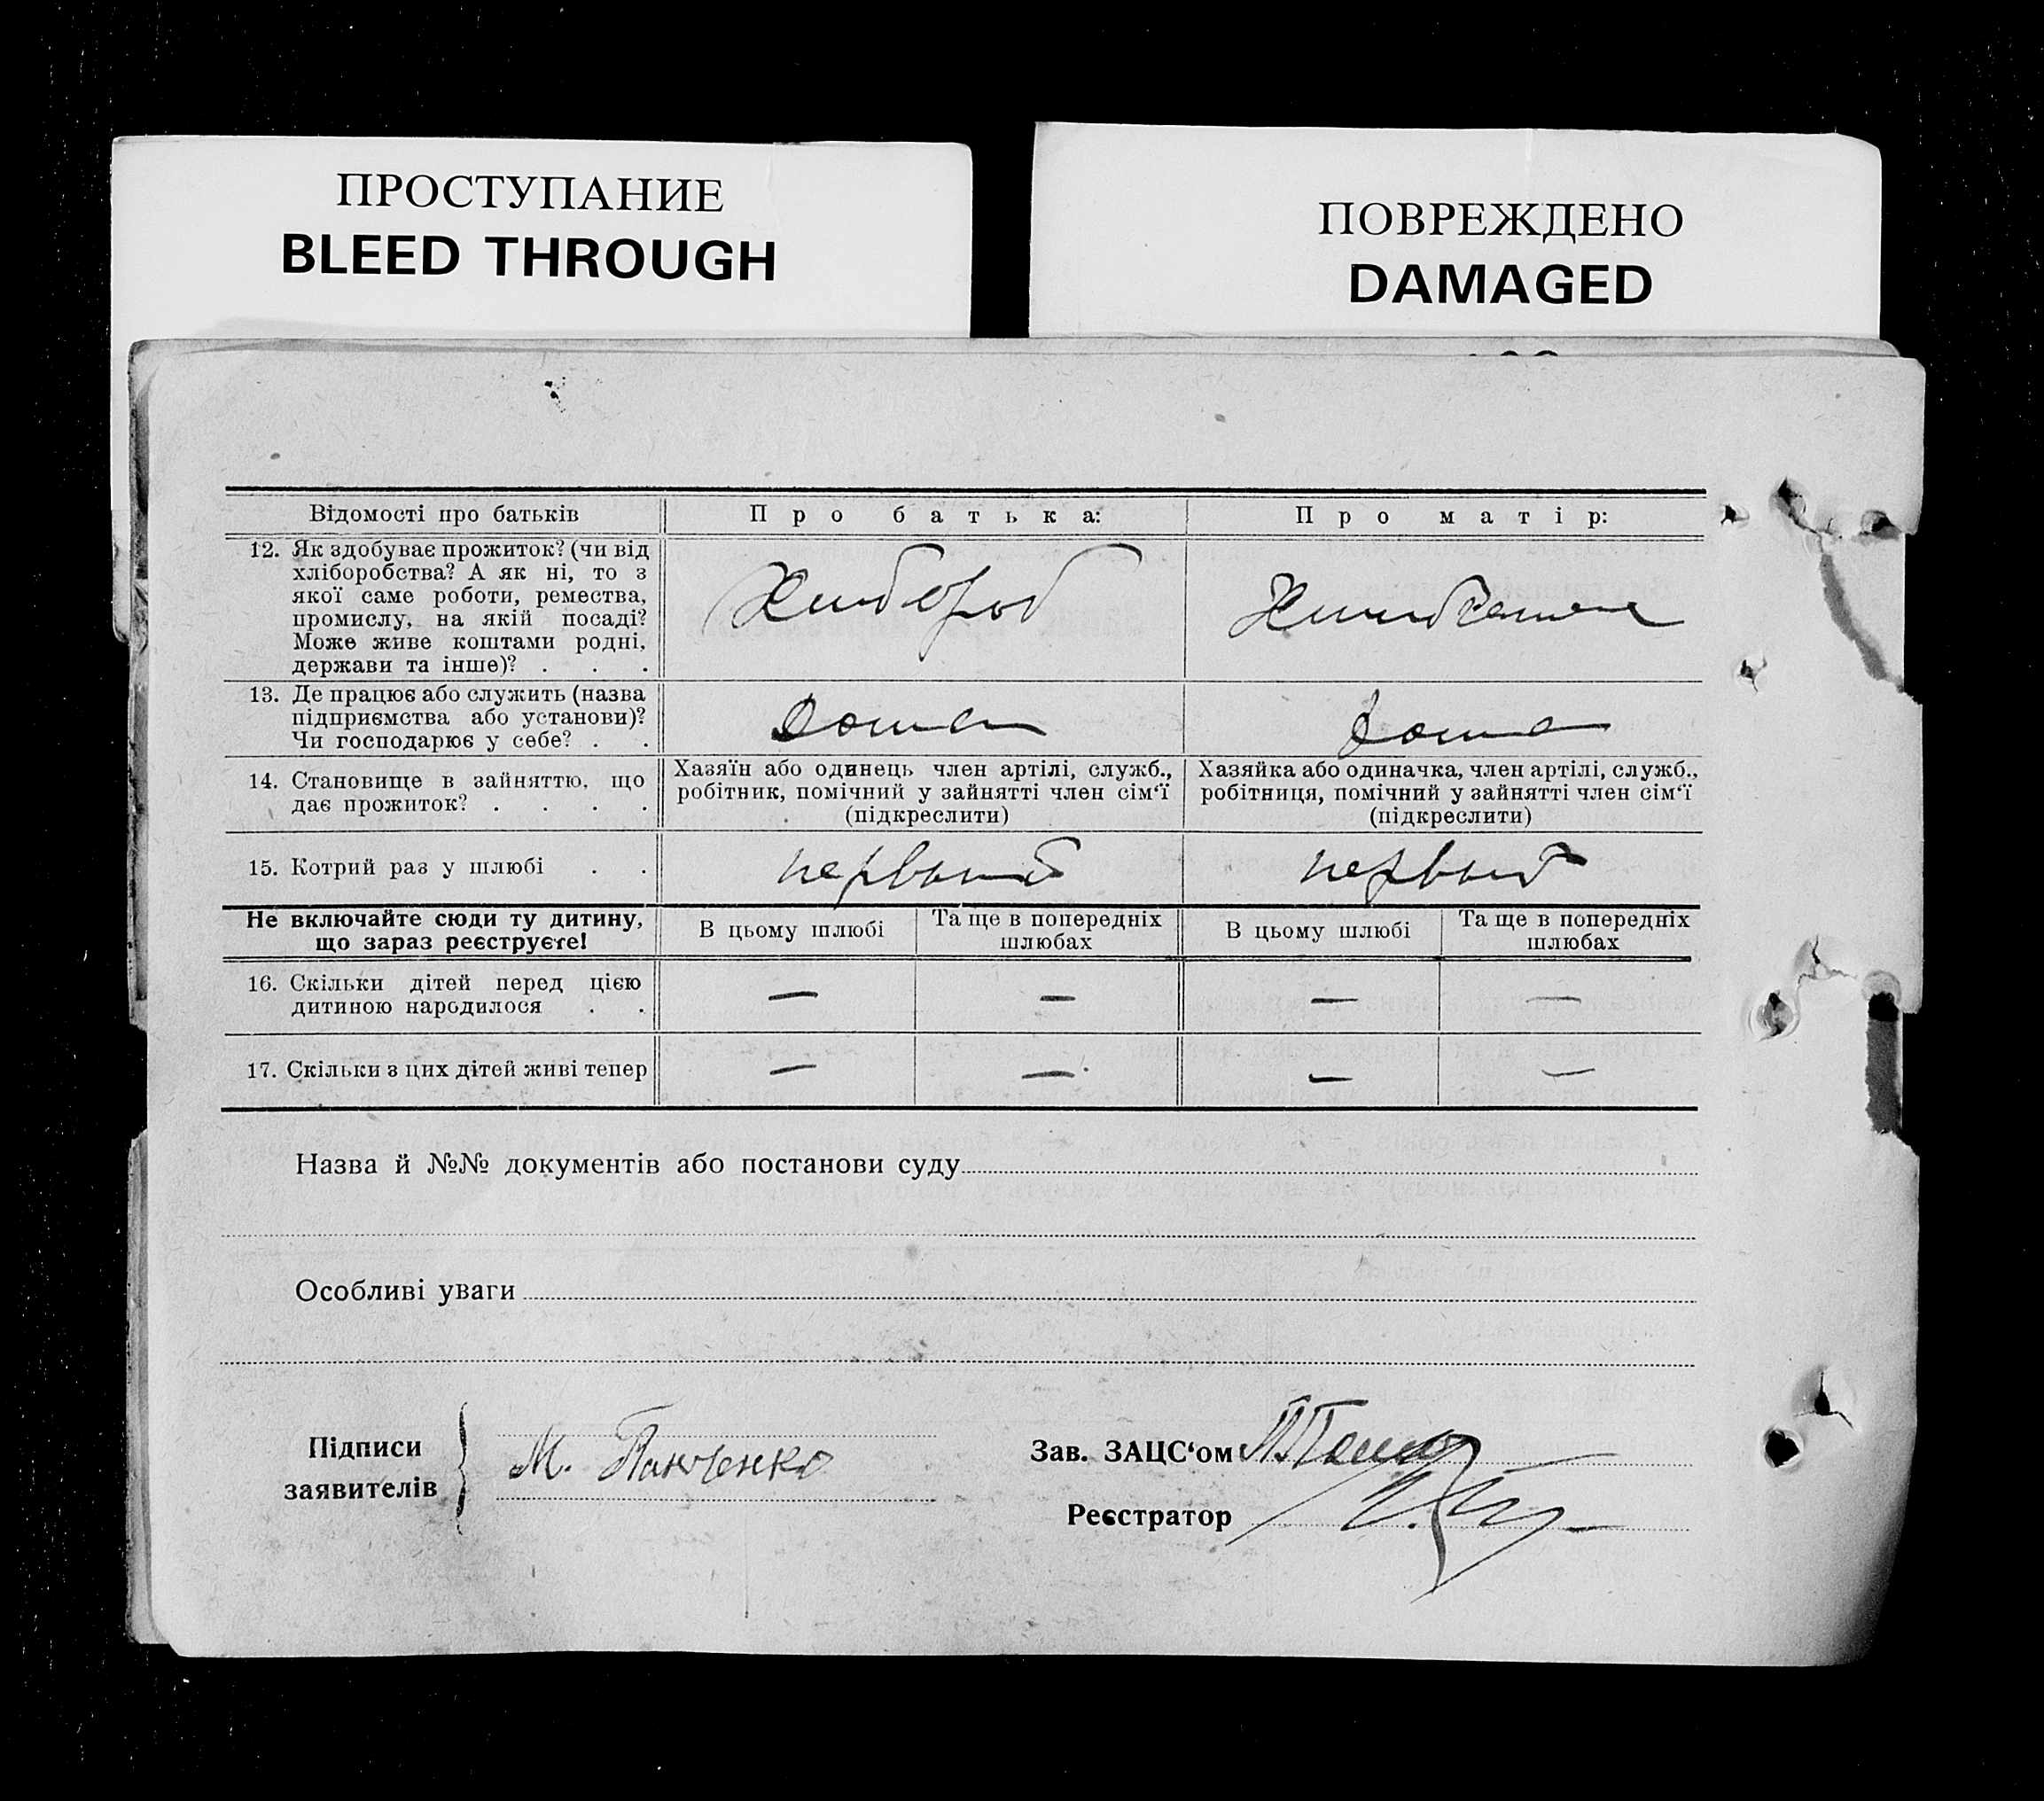 ПРОСТУПАНИЕ
BLEED THROUGH
ПОВРЕЖДЕНО
DAMAGED
Відомості про батьків
Про батька:
Про матір:
12. Як здобуває прожиток? (чи від
хліборобства? А як ні, то з
якої саме роботи, ремества,
промислу, на якій посаді?
Може живе коштами родні,
держави та інше)? . . .
Хлібороб
13. Де працює або служить (назва
підприємства або установи)?
Чи господарює у себе? . .
дома
дома
14. Становище в зайняттю, що
дає прожиток? . . . .
Хазяїн або одинець член артілі, служб.,
робітник, помічний у зайнятті член сім‘ї
(підкреслити)
Хазяйка або одиначка, член артілі, служб.,
робітниця, помічний у зайнятті член сім‘ї
(підкреслити)
15. Котрий раз у шлюбі . .
первый
первый
Не включайте сюди ту дитину,
що зараз реєструєте!
В цьому шлюбі
Та ще в попередніх
шлюбах
В цьому шлюбі
Та ще в попередніх
шлюбах
16. Скільки дітей перед цією
дитиною народилося . .
— — — —
17. Скільки з цих дітей живі тепер
— — — —
Назва й №№ документів або постанови суду
Особливі уваги
Підписи
заявителів
М. Панченко
Зав. ЗАЦС‘ом
Реєстратор